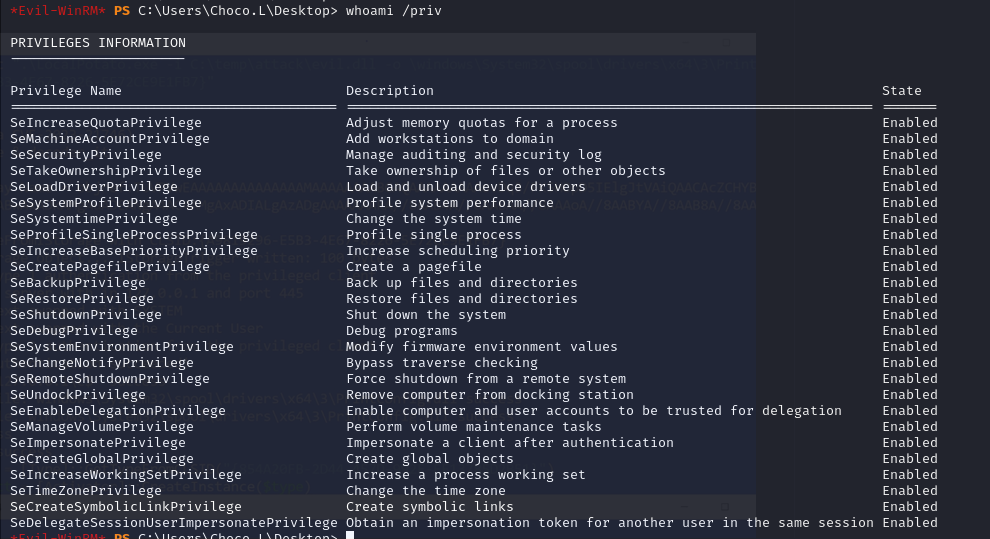 *Evil-WinRM* PS C:\Users\Choco.L\Desktop> whoami /priv
PRIVILEGES INFORMATION
Privilege Name Description State
SeIncreaseQuotaPrivilege Adjust memory quotas for a process Enabled
SeMachineAccountPrivilege Add workstations to domain Enabled
SeSecurityPrivilege Manage auditing and security log Enabled
SeTakeOwnershipPrivilege Take ownership of files or other objects Enabled
SeLoadDriverPrivilege Load and unload device drivers Enabled
SeSystemProfilePrivilege Profile system performance Enabled
SeSystemtimePrivilege Change the system time Enabled
SeProfileSingleProcessPrivilege Profile single process Enabled
SeIncreaseBasePriorityPrivilege Increase scheduling priority Enabled
SeCreatePagefilePrivilege Create a pagefile Enabled
SeBackupPrivilege Back up files and directories Enabled
SeRestorePrivilege Restore files and directories Enabled
SeShutdownPrivilege Shut down the system Enabled
SeDebugPrivilege Debug programs Enabled
SeSystemEnvironmentPrivilege Modify firmware environment values Enabled
SeChangeNotifyPrivilege Bypass traverse checking Enabled
SeRemoteShutdownPrivilege Force shutdown from a remote system Enabled
SeUndockPrivilege Remove computer from docking station Enabled
SeEnableDelegationPrivilege Enable computer and user accounts to be trusted for delegation Enabled
SeManageVolumePrivilege Perform volume maintenance tasks Enabled
SeImpersonatePrivilege Impersonate a client after authentication Enabled
SeCreateGlobalPrivilege Create global objects Enabled
SeIncreaseWorkingSetPrivilege Increase a process working set Enabled
SeTimeZonePrivilege Change the time zone Enabled
SeCreateSymbolicLinkPrivilege Create symbolic links Enabled
SeDelegateSessionUserImpersonatePrivilege Obtain an impersonation token for another user in the same session Enabled
*Evil-WinRM* PS C:\Users\Choco.L\Desktop>